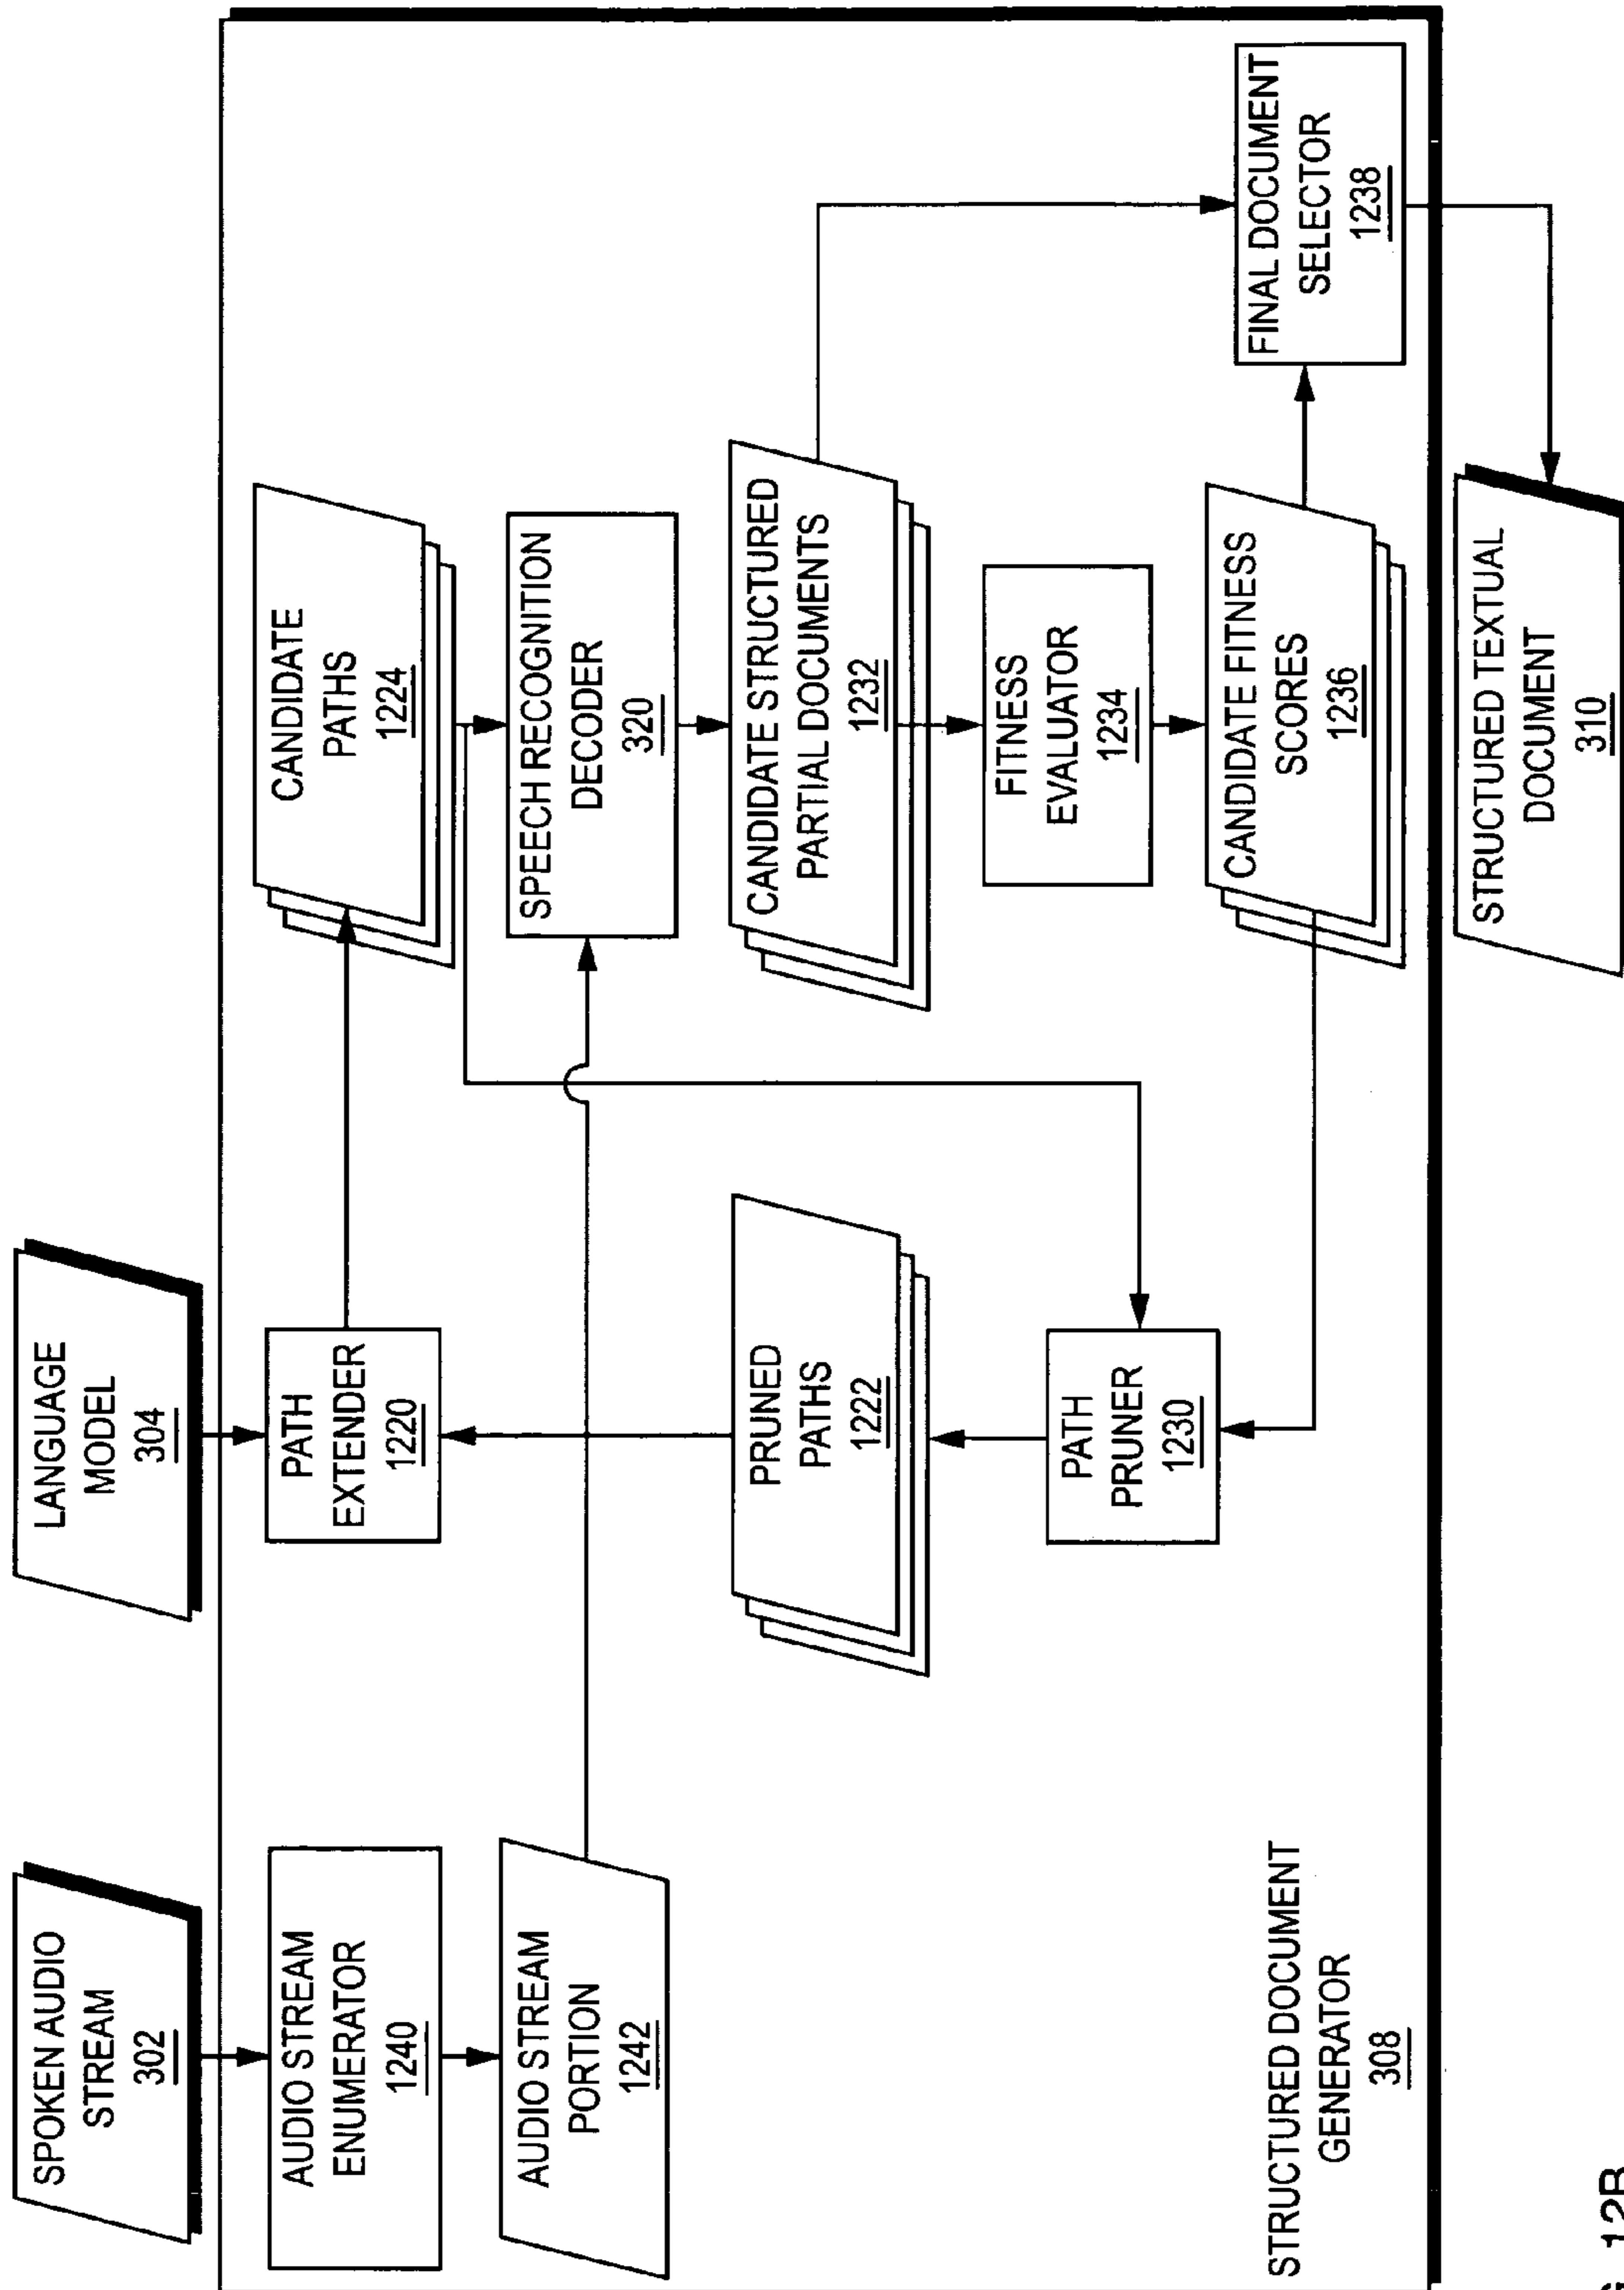 SPOKEN AUDIO
STREAM
302
LANGUAGE
MODEL
304
AUDIO STREAM
ENUMERATOR
1240
PATH
EXTENDER
1220
CANDIDATE
PATHS
1224
AUDIO STREAM
PORTION
1242
SPEECH RECOGNITION
DECODER
320
PRUNED
PATHS
1222
CANDIDATE STRUCTURED
PARTIAL DOCUMENTS
1232
PATH
PRUNER
1230
FITNESS
EVALUATOR
1234
CANDIDATE FITNESS
SCORES
1236
FINAL DOCUMENT
SELECTOR
1238
STRUCTURED DOCUMENT
GENERATOR
308
STRUCTURED TEXTUAL
DOCUMENT
310
12B